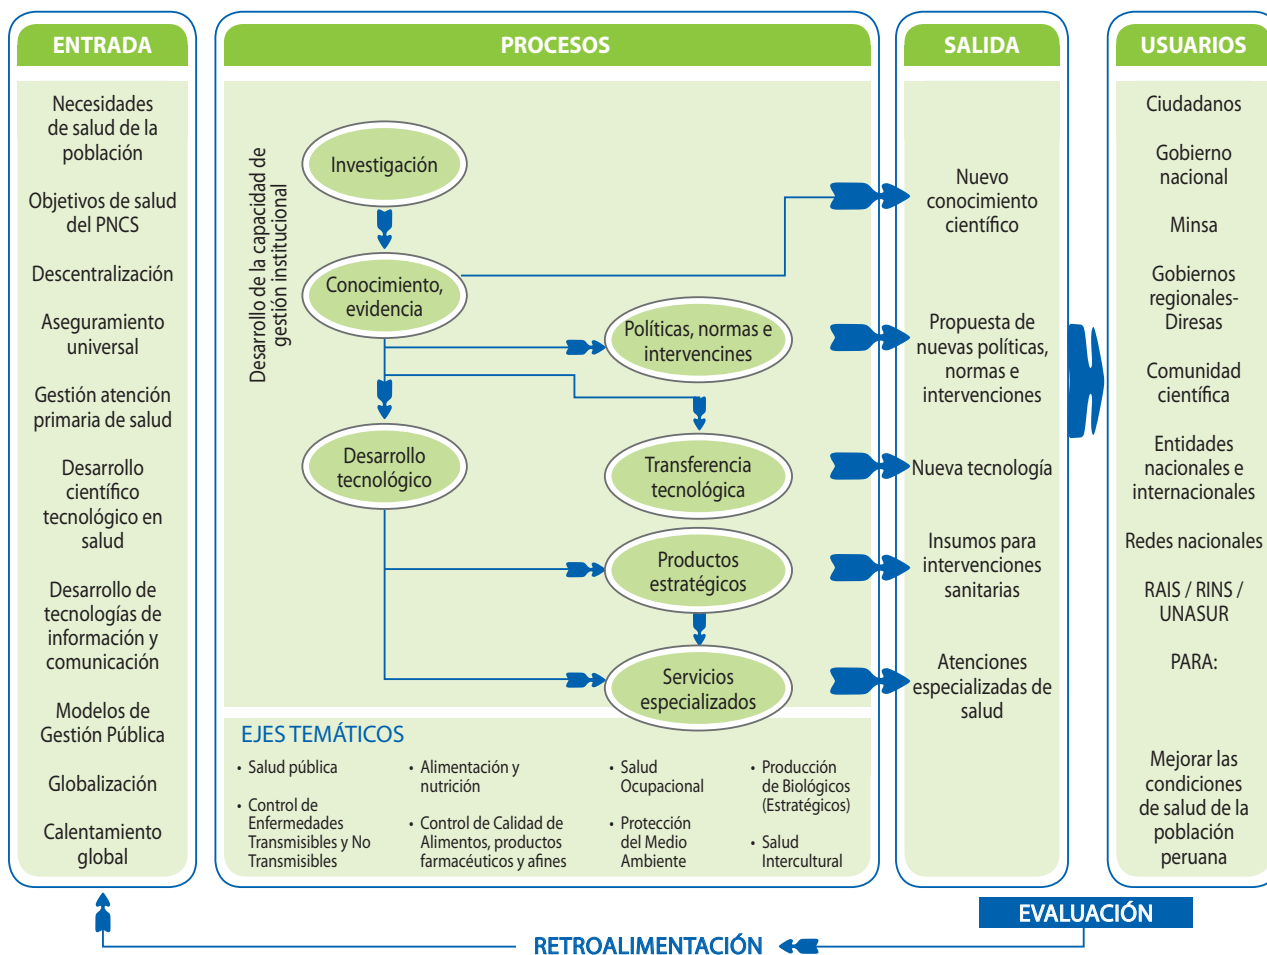 ENTRADA
Necesidades
de salud de la
población
Objetivos de salud
del PNCS
Descentralización
Aseguramiento
universal
Gestión atención
primaria de salud
Desarrollo
científico
tecnológico en
salud
Desarrollo de
tecnologías de
información y
comunicación
Modelos de
Gestión Pública
Globalización
Calentamiento
global
PROCESOS
Desarrollo de la capacidad de
gestión institucional
Investigación
Conocimiento,
evidencia
Políticas, normas e
intervencines
Desarrollo
tecnológico
Transferencia
tecnológica
Productos
estratégicos
Servicios
especializados
EJES TEMÁTICOS
• Salud pública
• Control de
Enfermedades
Transmisibles y No
Transmisibles
• Alimentación y
nutrición
• Control de Calidad de
Alimentos, productos
farmacéuticos y afines
• Salud
Ocupacional
• Protección
del Medio
Ambiente
• Producción
de Biológicos
(Estratégicos)
• Salud
Intercultural
SALIDA
Nuevo
conocimiento
científico
Propuesta de
nuevas políticas,
normas e
intervenciones
Nueva tecnología
Insumos para
intervenciones
sanitarias
Atenciones
especializadas de
salud
USUARIOS
Ciudadanos
Gobierno
nacional
Minsa
Gobiernos
regionales-
Diresas
Comunidad
científica
Entidades
nacionales e
internacionales
Redes nacionales
RAIS / RINS /
UNASUR
PARA:
Mejorar las
condiciones
de salud de la
población
peruana
EVALUACIÓN
RETROALIMENTACIÓN